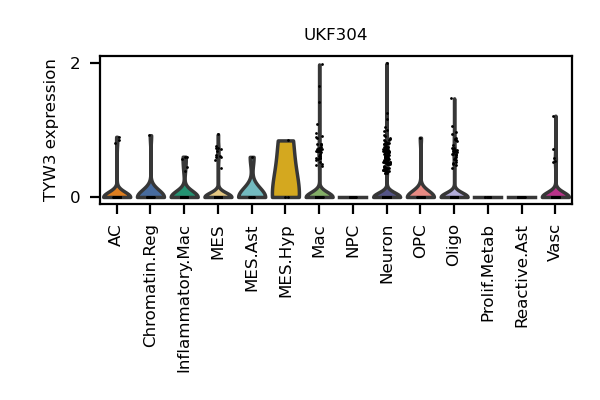 UKF304
TYW3 expression
2
0
AC
Chromatin.Reg
Inflammatory.Mac
MES
MES.Ast
MES.Hyp
Mac
NPC
Neuron
OPC
Oligo
Prolif.Metab
Reactive.Ast
Vasc